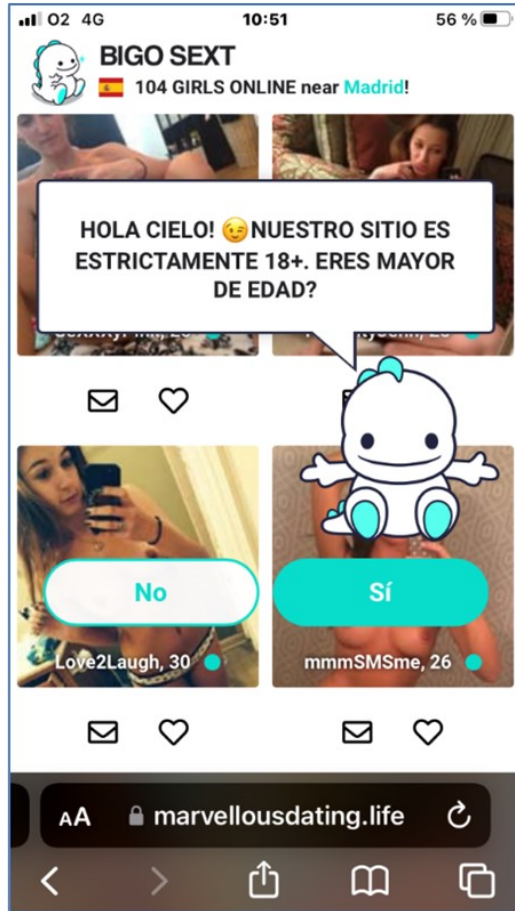 O2 4G 10:51 56 %
BIGO SEXT
104 GIRLS ONLINE near Madrid!
HOLA CIELO! 😉 NUESTRO SITIO ES
ESTRICTAMENTE 18+. ERES MAYOR
DE EDAD?
No Sí
Love2Laugh, 30 mmmSMSme, 26
AA marvellousdating.life